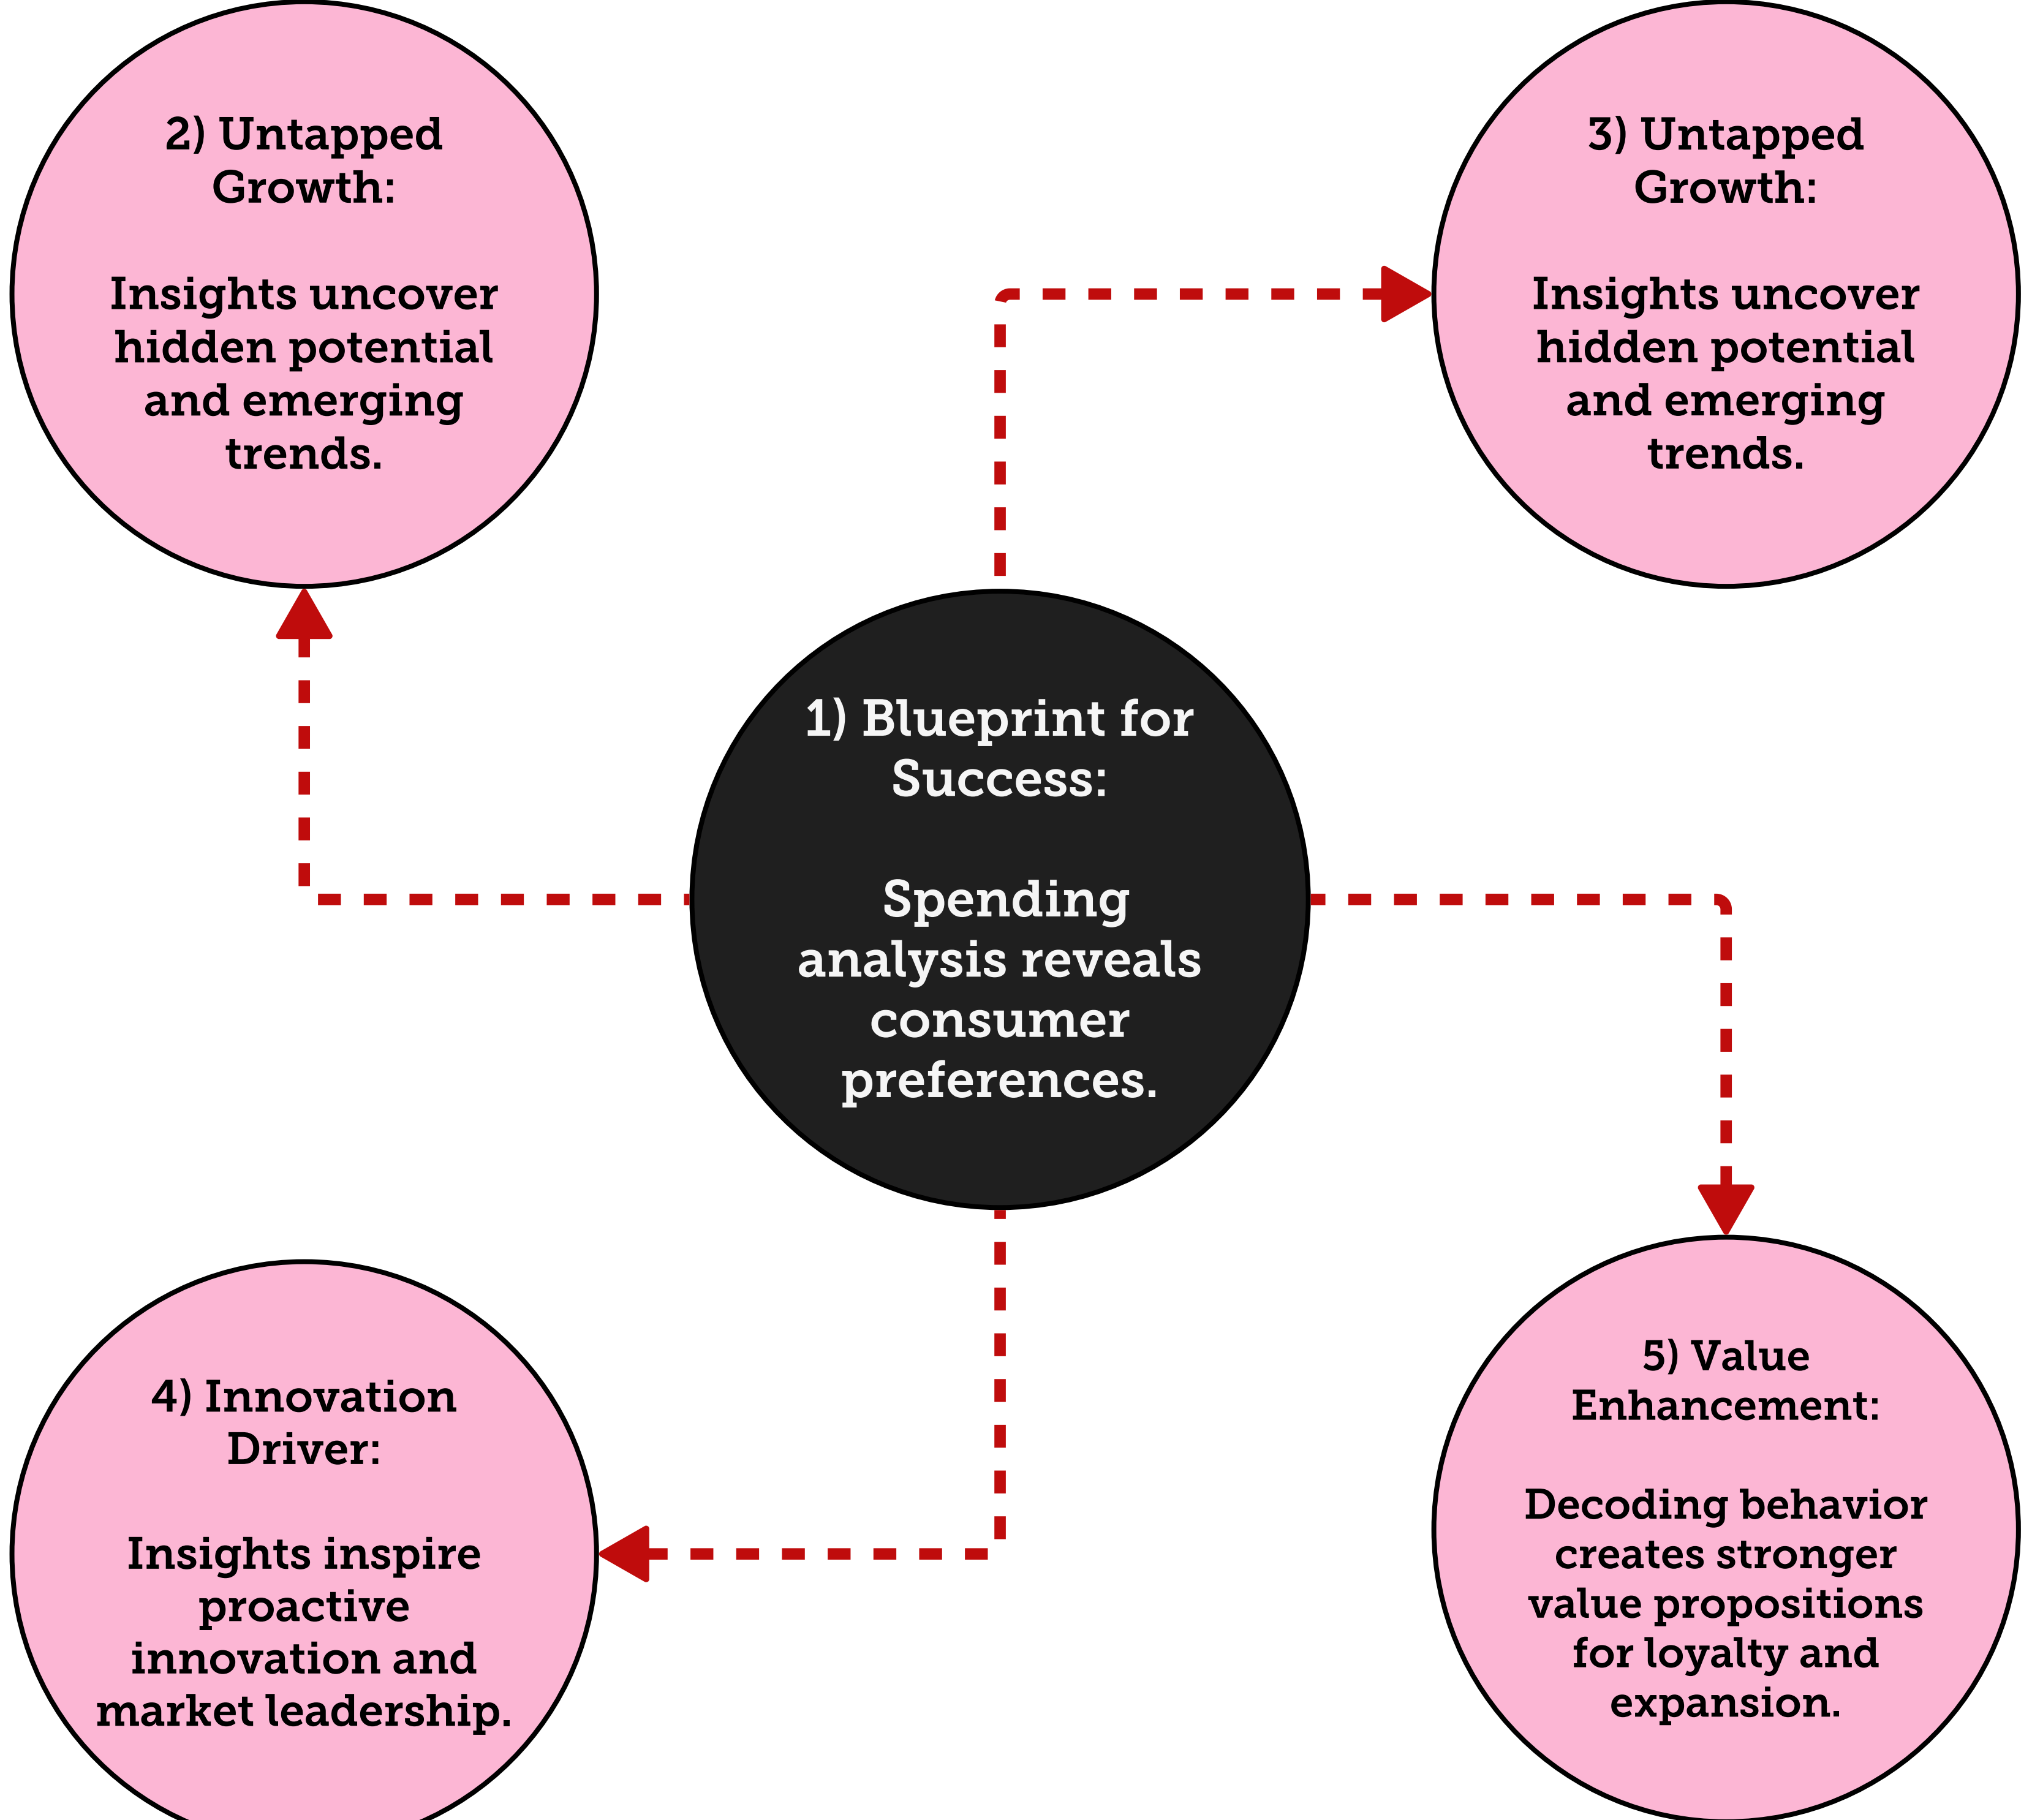 2) Untapped
Growth:
Insights uncover
hidden potential
and emerging
trends.
3) Untapped
Growth:
Insights uncover
hidden potential
and emerging
trends.
1) Blueprint for
Success:
Spending
analysis reveals
consumer
preferences.
4) Innovation
Driver:
Insights inspire
proactive
innovation and
market leadership.
5) Value
Enhancement:
Decoding behavior
creates stronger
value propositions
for loyalty and
expansion.